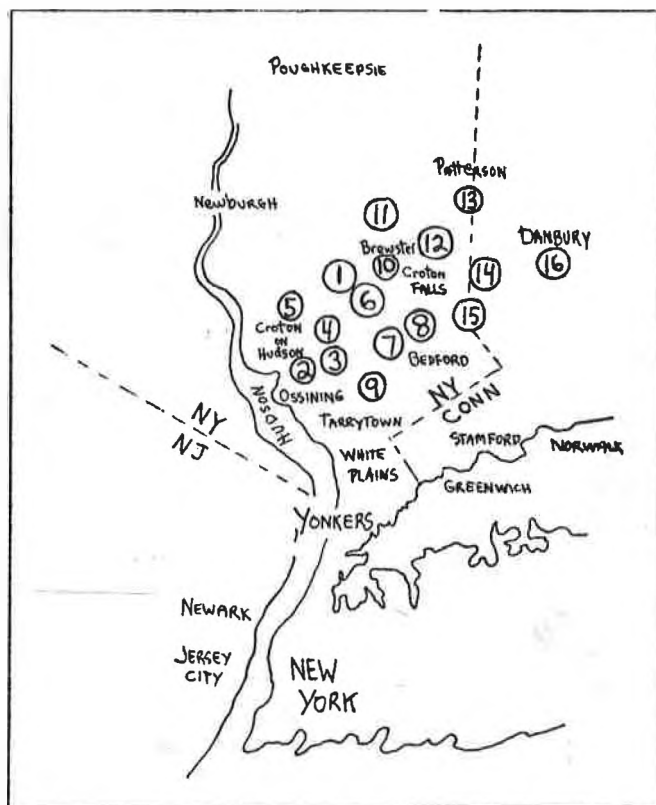 POUGHKEEPSIE
PATTERSON
13
NEWBURGH
11
Brewster
12
DANBURY
10
16
1
Croton
FALLS
14
6
5
15
Croton
on
Hudson
4
8
7
BEDFORD
2
3
9
OSSINING
HUDSON
TARRYTOWN
NY
CONN
NY
NJ
STAMFORD
NORWALK
WHITE
PLAINS
GREENWICH
YONKERS
NEWARK
JERSEY
CITY
NEW
YORK